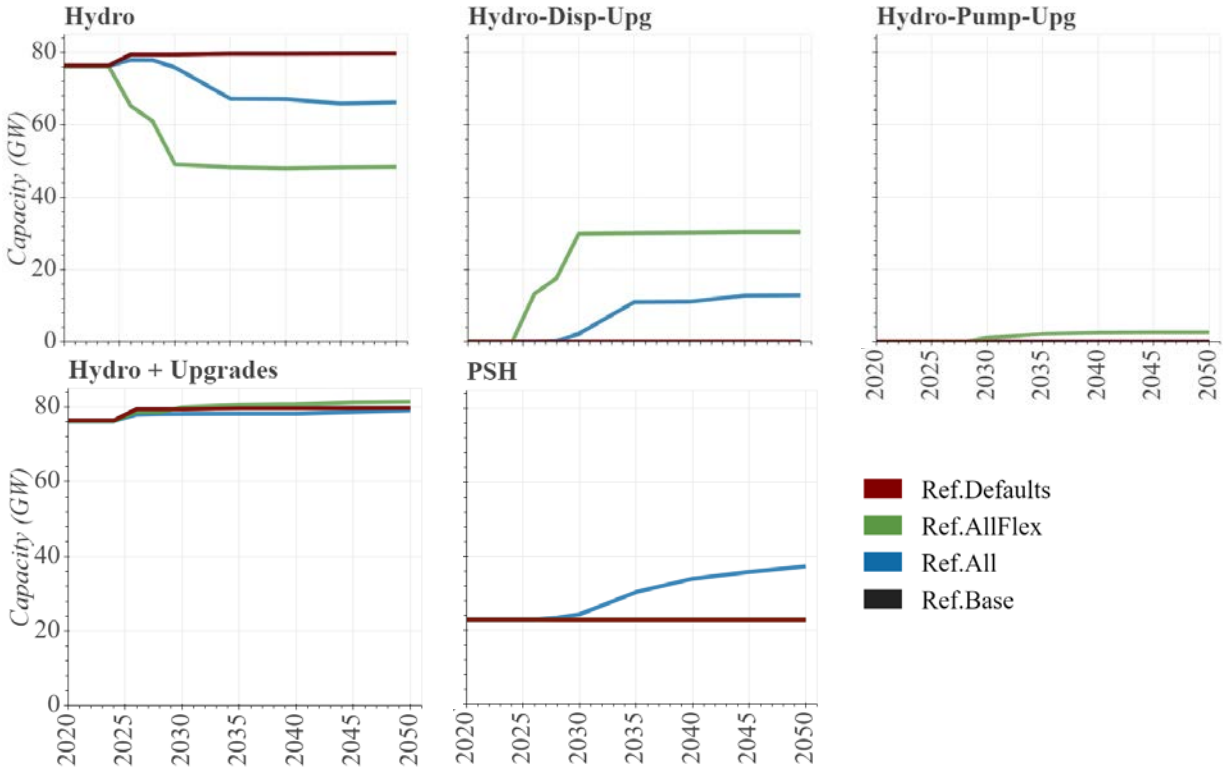 Hydro
Hydro-Disp-Upg
Hydro-Pump-Upg
Capacity (GW)
80
60
40
20
0
2020
2025
2030
2035
2040
2045
2050
Hydro + Upgrades
PSH
Capacity (GW)
80
60
40
20
0
2020
2025
2030
2035
2040
2045
2050
2020
2025
2030
2035
2040
2045
2050
Ref.Defaults
Ref.AllFlex
Ref.All
Ref.Base